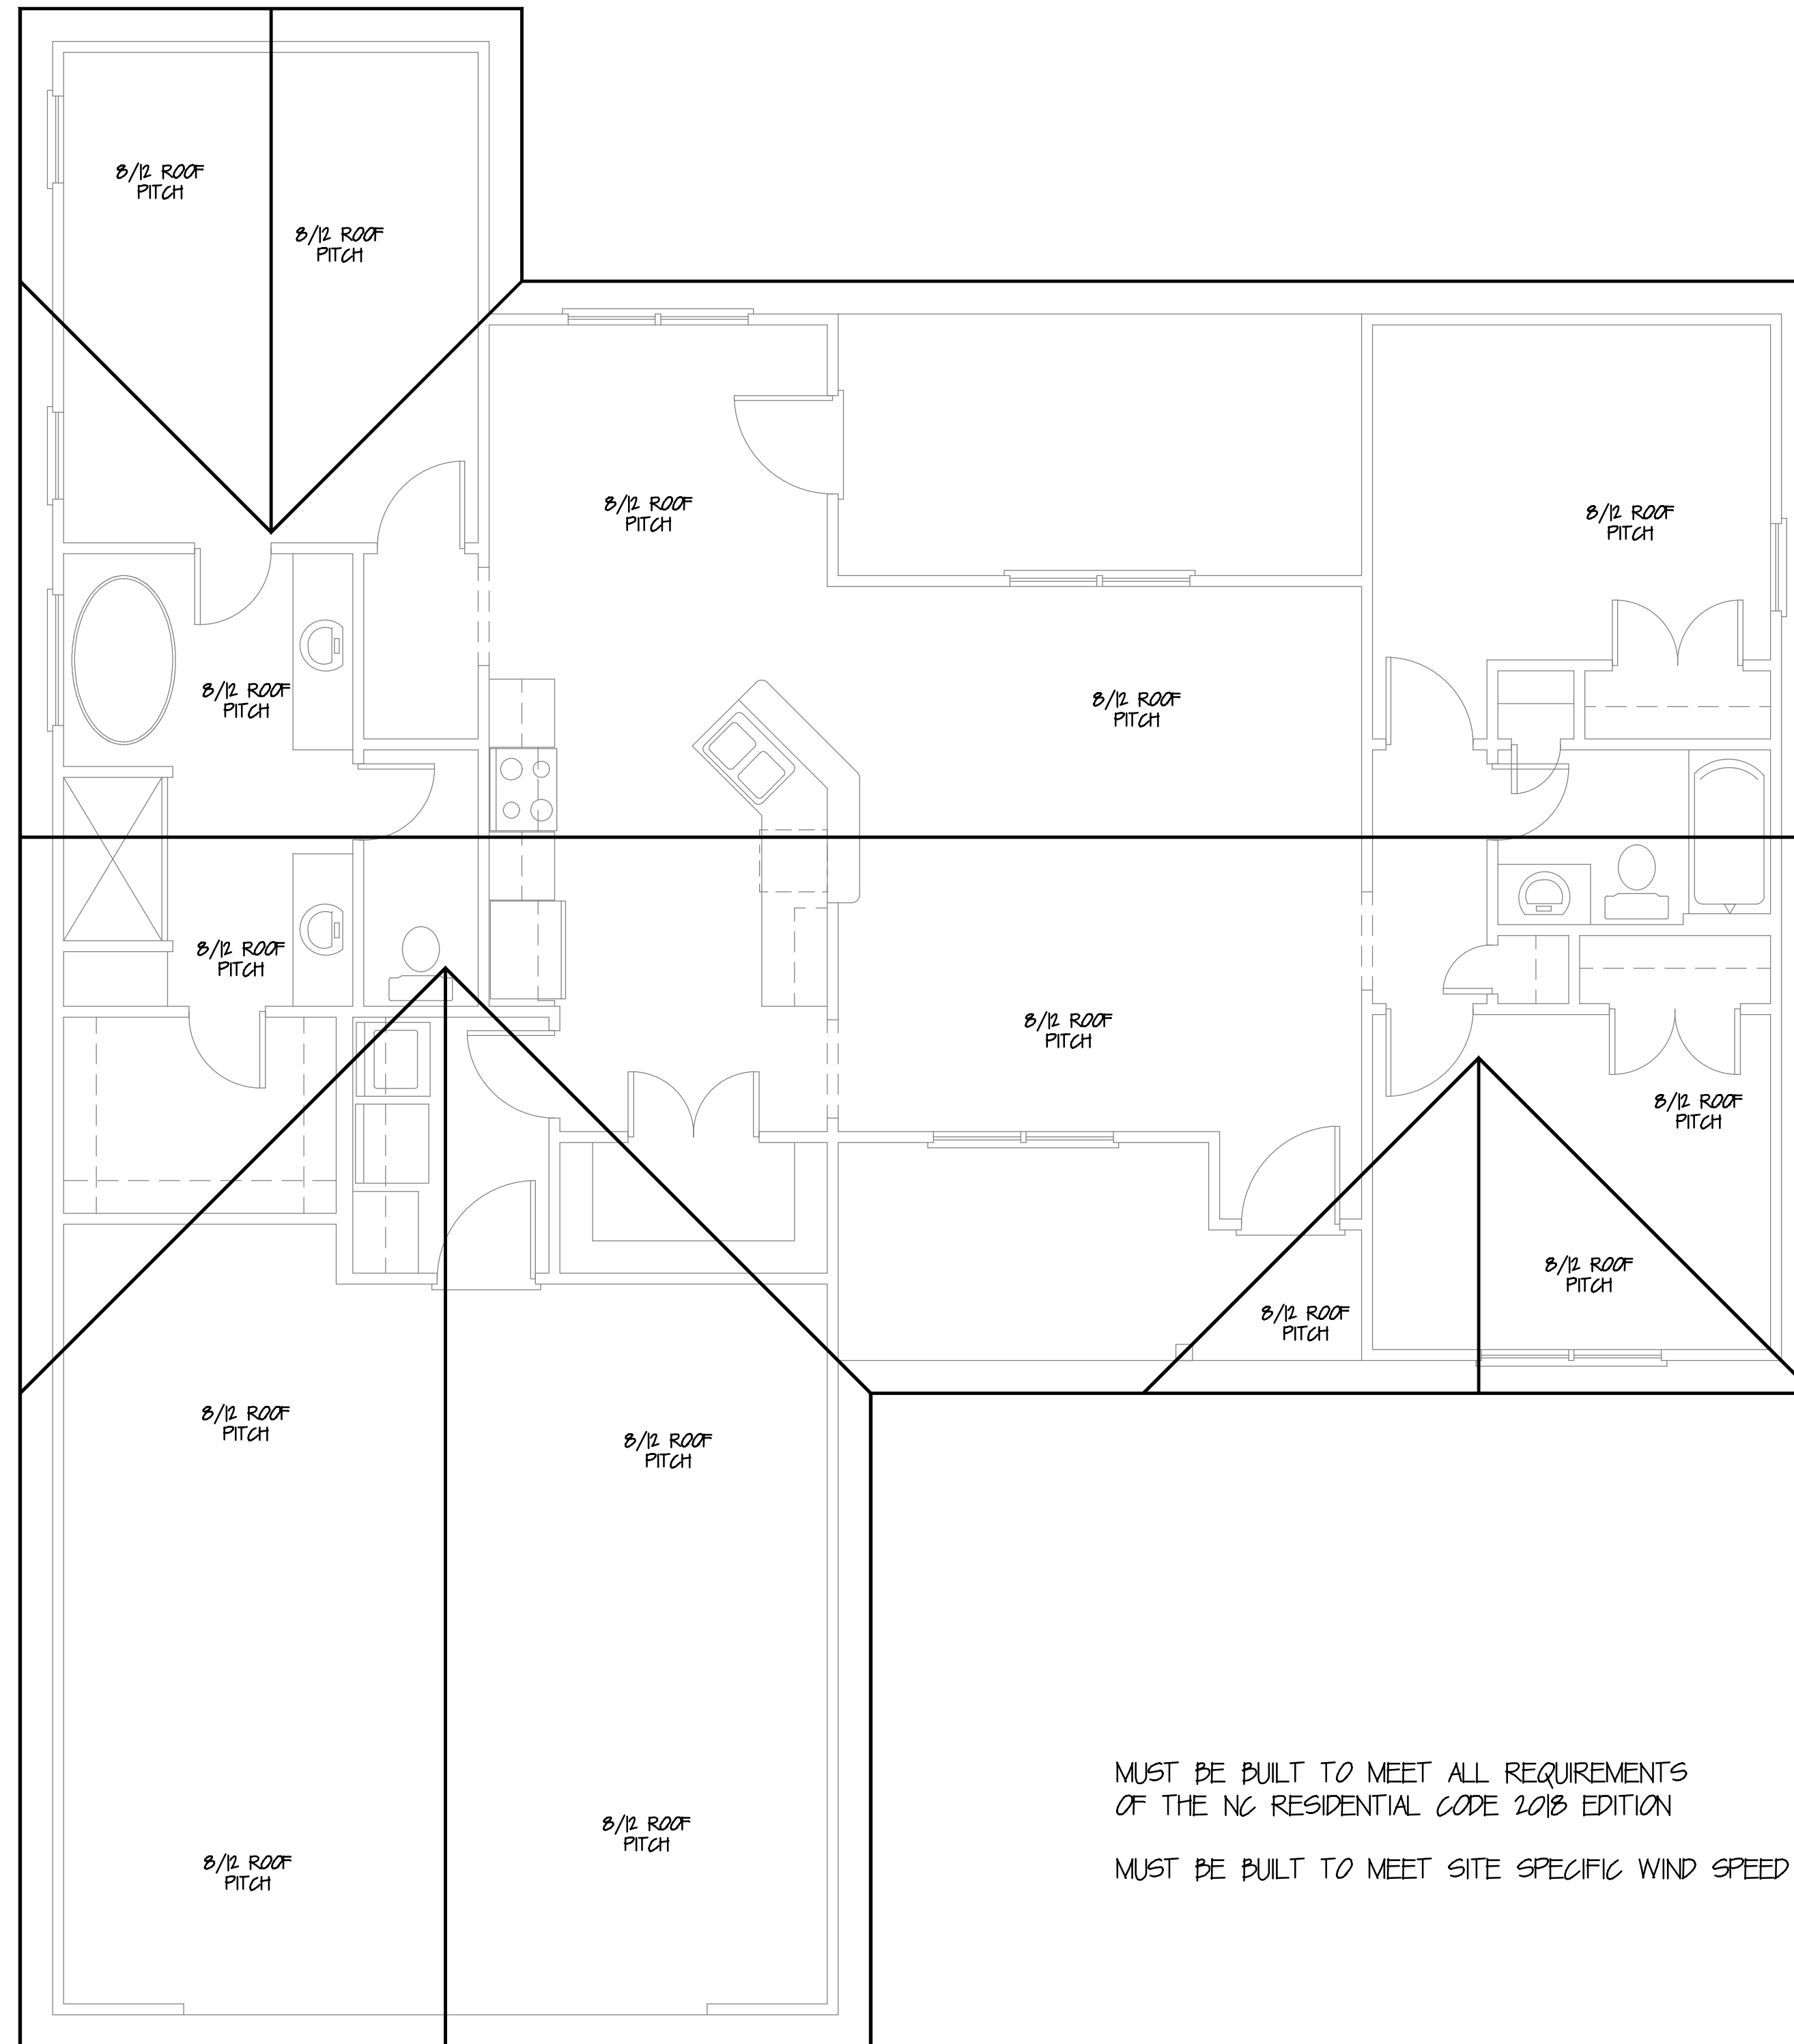 8/12 ROOF
PITCH
8/12 ROOF
PITCH
8/12 ROOF
PITCH
8/12 ROOF
PITCH
8/12 ROOF
PITCH
8/12 ROOF
PITCH
8/12 ROOF
PITCH
8/12 ROOF
PITCH
8/12 ROOF
PITCH
8/12 ROOF
PITCH
8/12 ROOF
PITCH
8/12 ROOF
PITCH
8/12 ROOF
PITCH
8/12 ROOF
PITCH
8/12 ROOF
PITCH
MUST BE BUILT TO MEET ALL REQUIREMENTS
OF THE NC RESIDENTIAL CODE 2018 EDITION
MUST BE BUILT TO MEET SITE SPECIFIC WIND SPEED